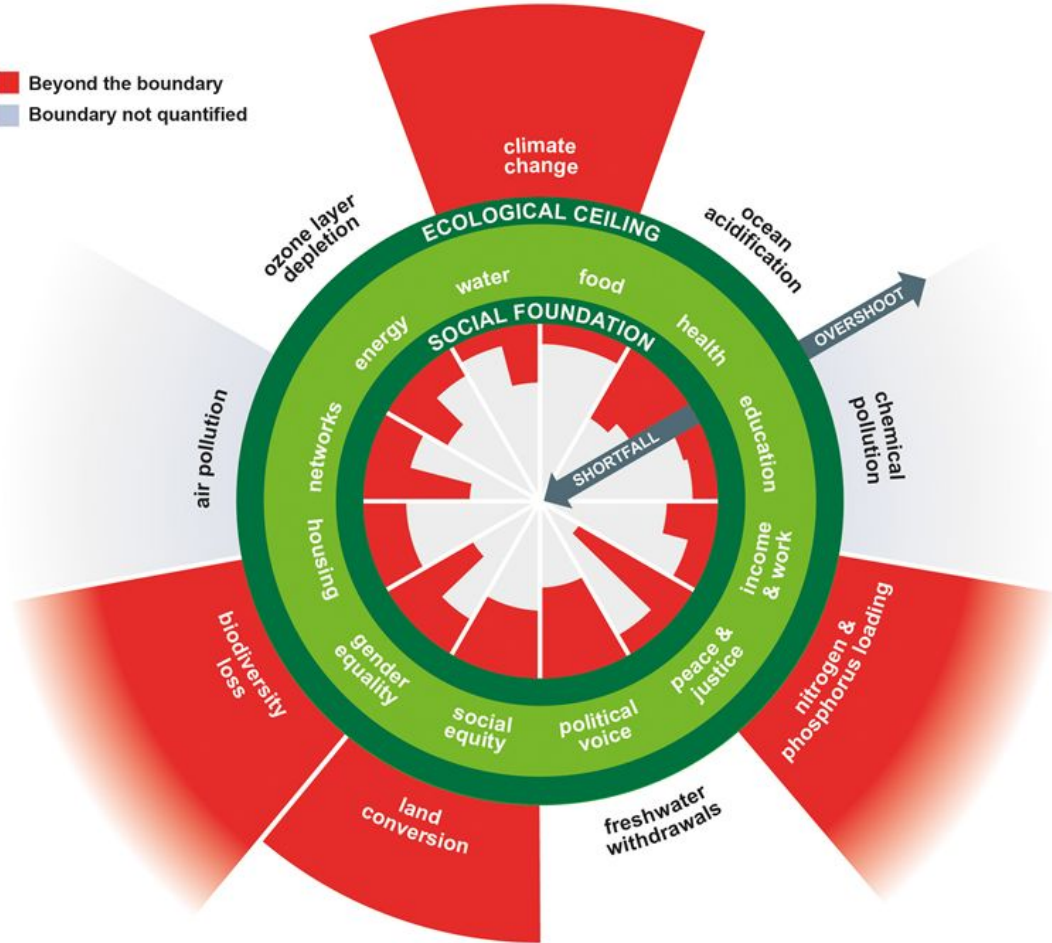 Beyond the boundary
Boundary not quantified
climate
change
ozone layer
depletion
ocean
acidification
ECOLOGICAL CEILING
water
food
SOCIAL FOUNDATION
energy
health
OVERSHOOT
networks
education
SHORTFALL
air pollution
chemical
pollution
housing
income
& work
biodiversity
loss
gender
equality
peace &
justice
nitrogen &
phosphorus loading
social
equity
political
voice
land
conversion
freshwater
withdrawals